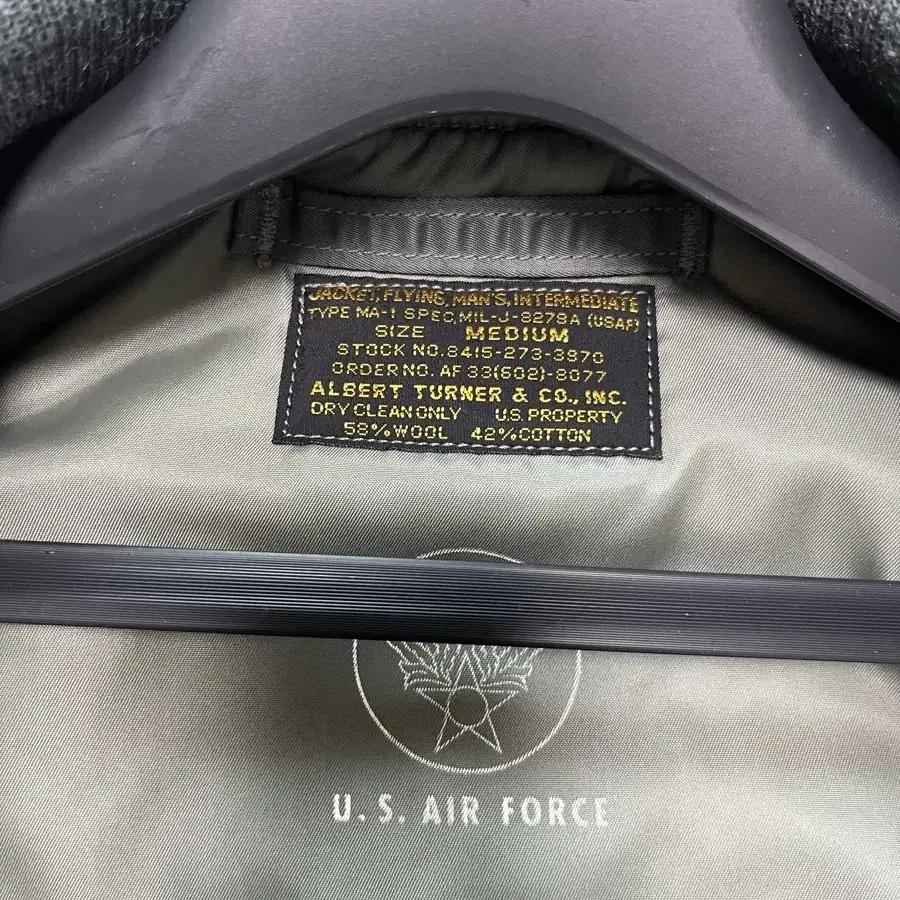 JACKET, FLYING, MAN'S, INTERMEDIATE
TYPE MA-1 SPEC, MIL-J-8279A (USAF)
SIZE MEDIUM
STOCK NO. 8415-273-3970
ORDER NO. AF 33(602)-8077
ALBERT TURNER & CO., INC.
DRY CLEAN ONLY U.S. PROPERTY
58% WOOL 42% COTTON
U.S. AIR FORCE